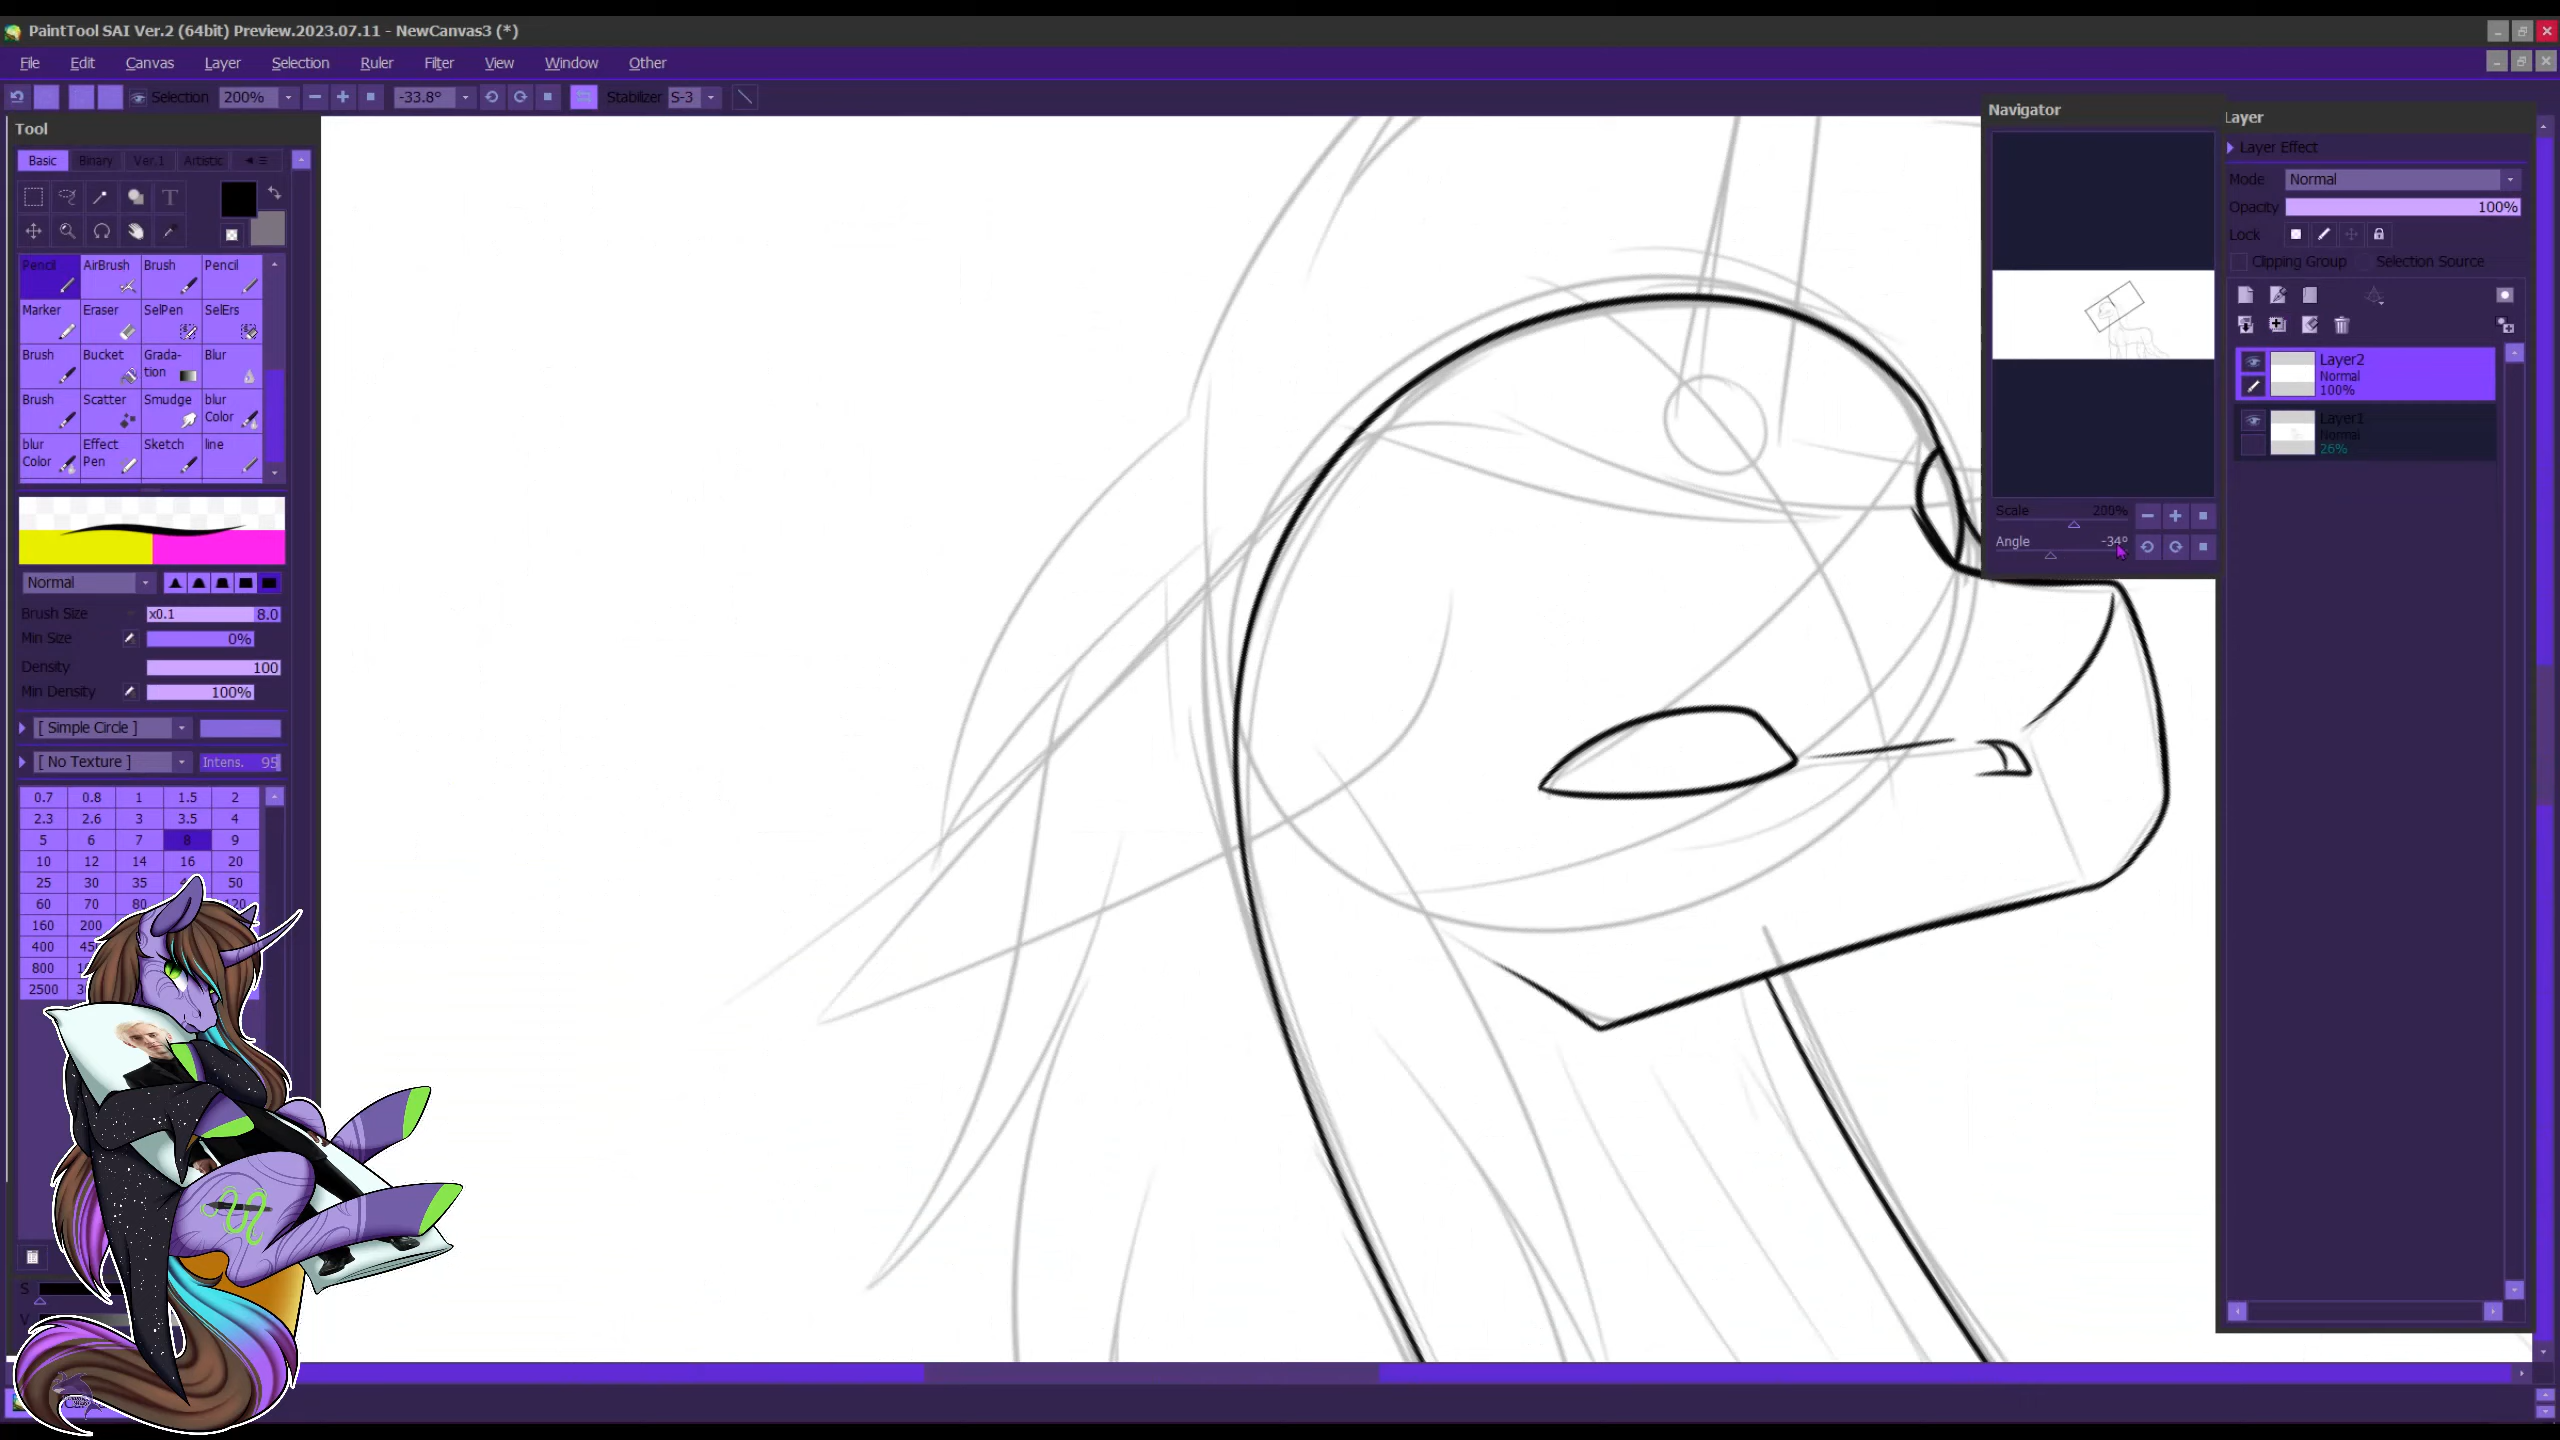 PaintTool SAI Ver.2 (64bit) Preview.2023.07.11 - NewCanvas3 (*)
File Edit Canvas Layer Selection Ruler Filter View Window Other
Selection 200% -33.8° Stabilizer S-3
Tool
Basic Binary Ver.1 Artistic
T
Pencil AirBrush Brush Pencil
Marker Eraser SelPen SelErs
Brush Bucket Grada-tion Blur
Brush Scatter Smudge blur Color
blur Color Effect Pen Sketch line
Normal
Brush Size x0.1 8.0
Min Size 0%
Density 100
Min Density 100%
[ Simple Circle ]
[ No Texture ] Intens. 95
0.7 0.8 1 1.5 2
2.3 2.6 3 3.5 4
5 6 7 8 9
10 12 14 16 20
25 30 35 50
60 70 80 120
160 200
400
800
2500
S
V
Navigator
Scale 200%
Angle -34°
Layer
Layer Effect
Mode Normal
Opacity 100%
Lock
Clipping Group Selection Source
Layer2
Normal
100%
Layer1
Normal
26%